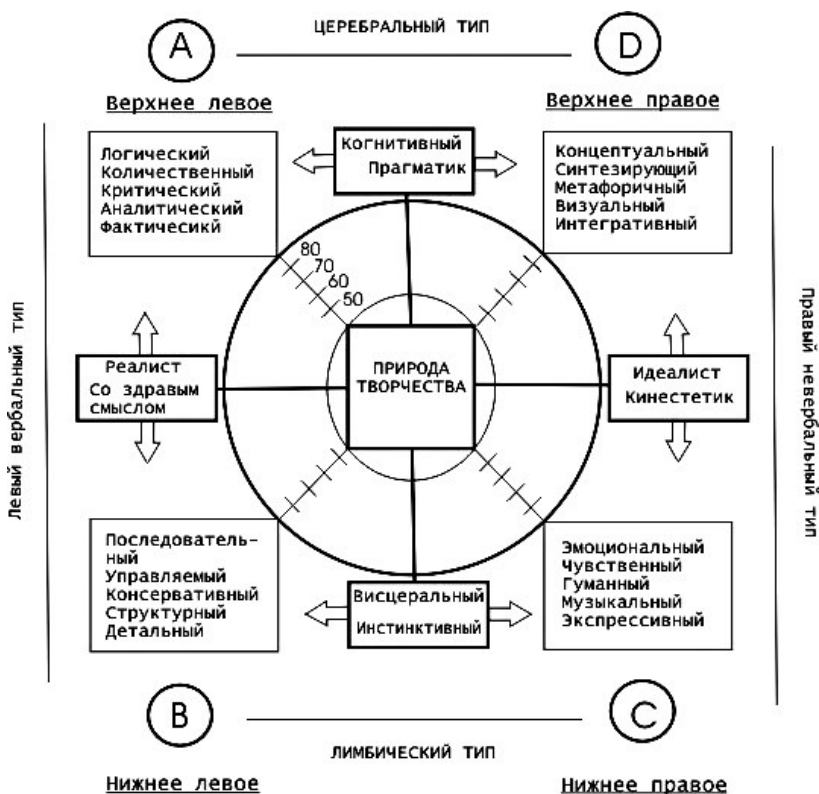 A
ЦЕРЕБРАЛЬНЫЙ ТИП
D
Верхнее левое
Верхнее правое
Логический
Количественный
Критический
Аналитический
Фактичесикй
Когнитивный
Прагматик
Концептуальный
Синтезирующий
Метафоричный
Визуальный
Интегративный
80
70
60
50
Левый вербальный тип
Реалист
Со здравым
смыслом
ПРИРОДА
ТВОРЧЕСТВА
Идеалист
Кинестетик
Правый невербальный тип
Последователь-
ный
Управляемый
Консервативный
Структурный
Детальный
Висцеральный
Инстинктивный
Эмоциональный
Чувственный
Гуманный
Музыкальный
Экспрессивный
B
ЛИМБИЧЕСКИЙ ТИП
C
Нижнее левое
Нижнее правое